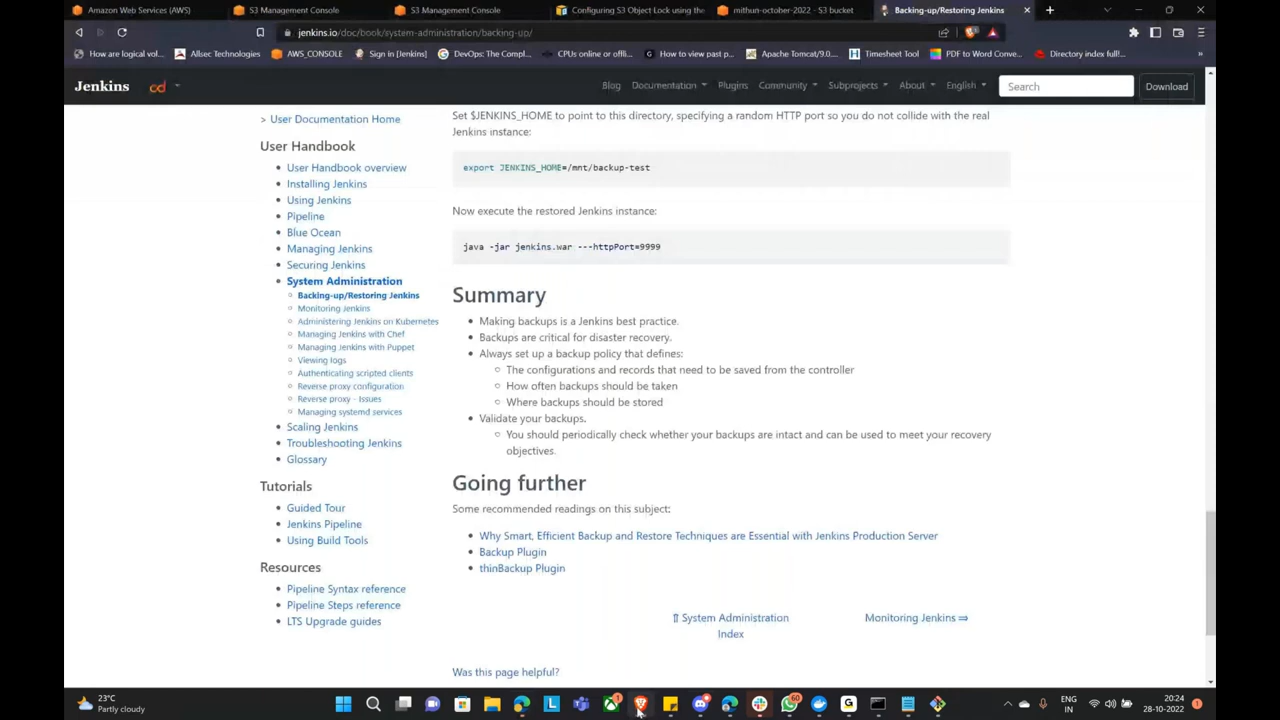 Amazon Web Services (AWS)
S3 Management Console
S3 Management Console
Configuring S3 Object Lock using the
mithun-october-2022 - S3 bucket
Backing-up/Restoring Jenkins
jenkins.io/doc/book/system-administration/backing-up/
How are logical vol...
Allsec Technologies
AWS_CONSOLE
Sign in [Jenkins]
DevOps: The Compl...
CPUs online or offli...
How to view past p...
Apache Tomcat/9.0....
Timesheet Tool
PDF to Word Conve...
Directory index full!...
Jenkins
cd
Blog
Documentation
Plugins
Community
Subprojects
About
English
Search
Download
> User Documentation Home
User Handbook
User Handbook overview
Installing Jenkins
Using Jenkins
Pipeline
Blue Ocean
Managing Jenkins
Securing Jenkins
System Administration
Backing-up/Restoring Jenkins
Monitoring Jenkins
Administering Jenkins on Kubernetes
Managing Jenkins with Chef
Managing Jenkins with Puppet
Viewing logs
Authenticating scripted clients
Reverse proxy configuration
Reverse proxy - Issues
Managing systemd services
Scaling Jenkins
Troubleshooting Jenkins
Glossary
Tutorials
Guided Tour
Jenkins Pipeline
Using Build Tools
Resources
Pipeline Syntax reference
Pipeline Steps reference
LTS Upgrade guides
Set $JENKINS_HOME to point to this directory, specifying a random HTTP port so you do not collide with the real
Jenkins instance:
export JENKINS_HOME=/mnt/backup-test
Now execute the restored Jenkins instance:
java -jar jenkins.war ---httpPort=9999
Summary
Making backups is a Jenkins best practice.
Backups are critical for disaster recovery.
Always set up a backup policy that defines:
The configurations and records that need to be saved from the controller
How often backups should be taken
Where backups should be stored
Validate your backups.
You should periodically check whether your backups are intact and can be used to meet your recovery
objectives.
Going further
Some recommended readings on this subject:
Why Smart, Efficient Backup and Restore Techniques are Essential with Jenkins Production Server
Backup Plugin
thinBackup Plugin
⇑ System Administration
Index
Monitoring Jenkins ⇒
Was this page helpful?
23°C
Partly cloudy
1
60
ENG
IN
20:24
28-10-2022